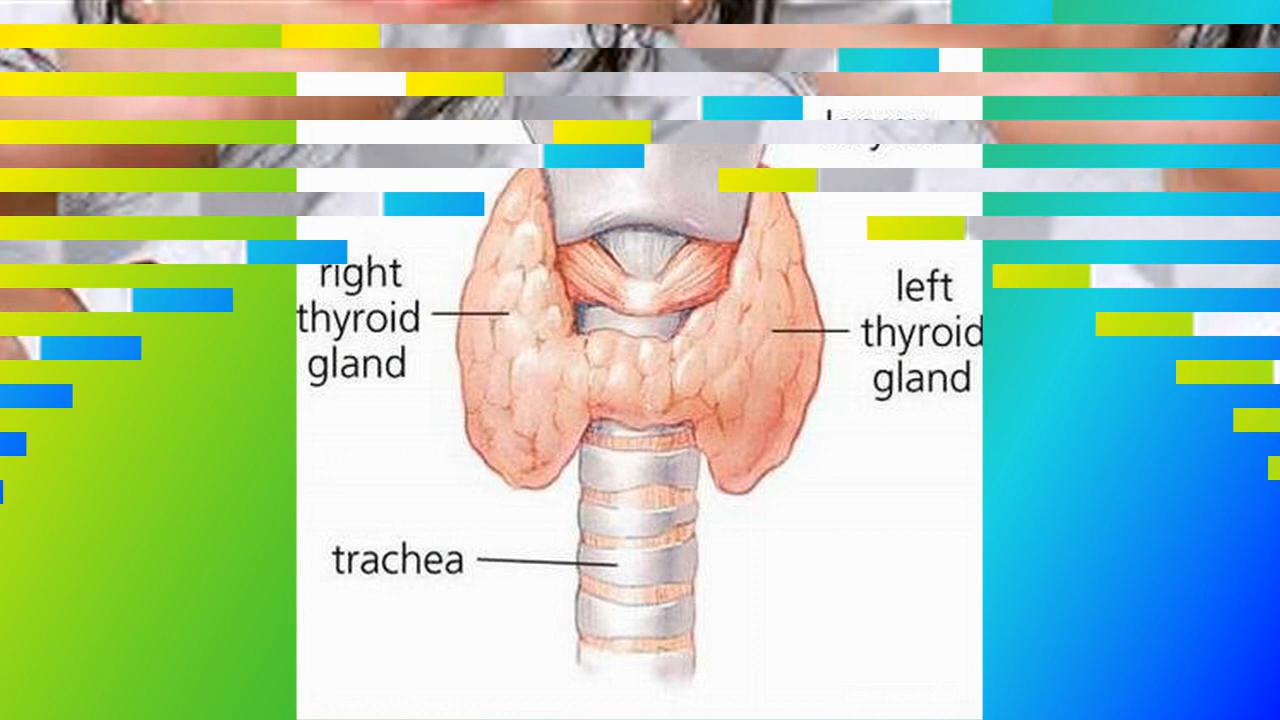 right
thyroid
gland
left
thyroid
gland
trachea